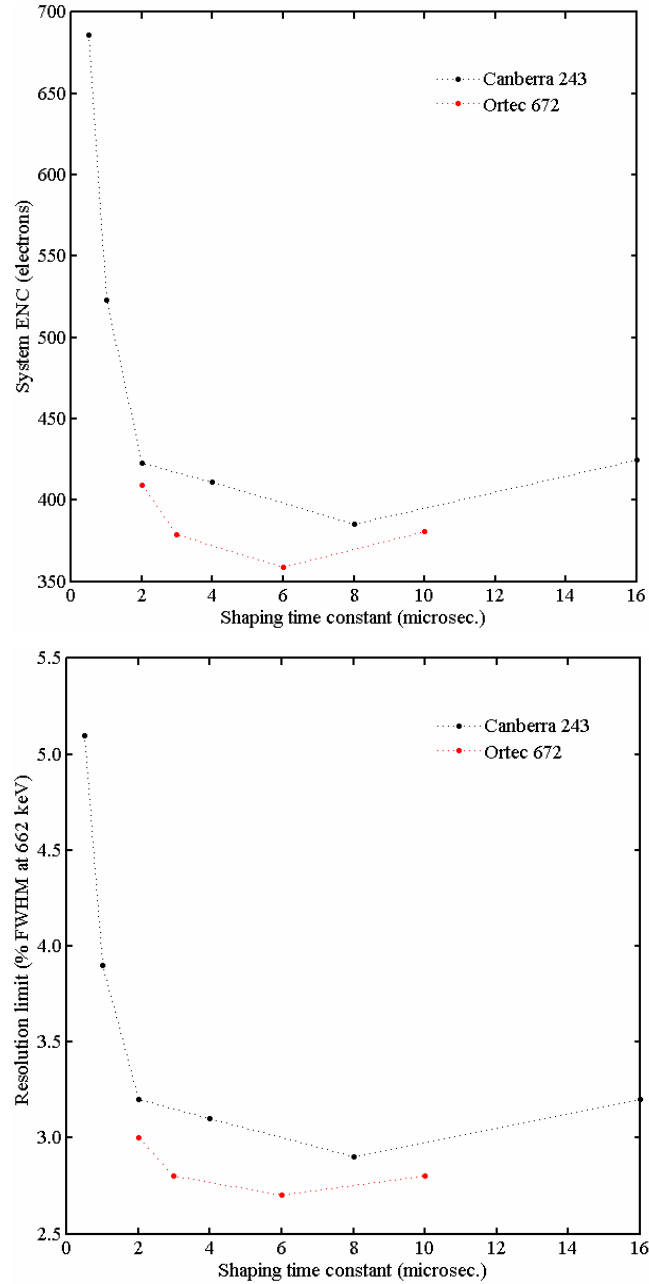 700
650
600
550
500
450
400
350
System ENC (electrons)
Canberra 243
Ortec 672
0 2 4 6 8 10 12 14 16
Shaping time constant (microsec.)
5.5
5.0
4.5
4.0
3.5
3.0
2.5
Resolution limit (% FWHM at 662 keV)
Canberra 243
Ortec 672
0 2 4 6 8 10 12 14 16
Shaping time constant (microsec.)